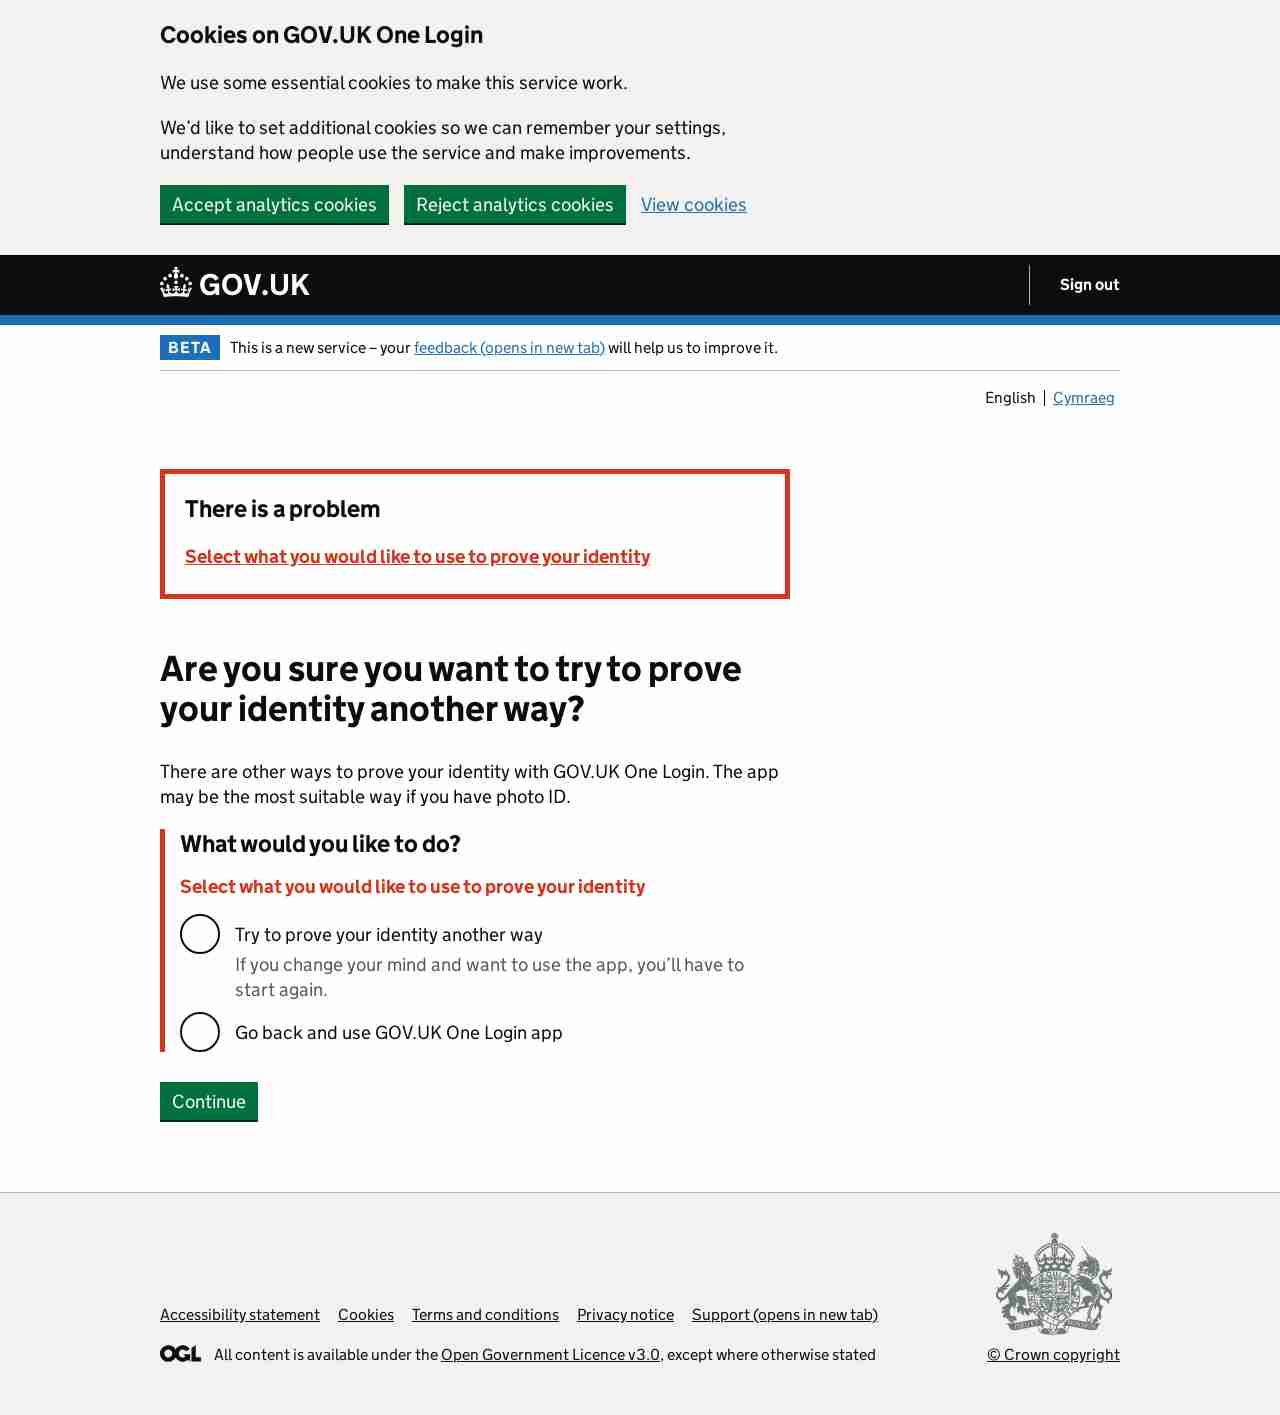 Cookies on GOV.UK One Login
We use some essential cookies to make this service work.
We’d like to set additional cookies so we can remember your settings,
understand how people use the service and make improvements.
Accept analytics cookies
Reject analytics cookies
View cookies
GOV.UK
Sign out
BETA
This is a new service – your feedback (opens in new tab) will help us to improve it.
English
Cymraeg
There is a problem
Select what you would like to use to prove your identity
Are you sure you want to try to prove
your identity another way?
There are other ways to prove your identity with GOV.UK One Login. The app
may be the most suitable way if you have photo ID.
What would you like to do?
Select what you would like to use to prove your identity
Try to prove your identity another way
If you change your mind and want to use the app, you’ll have to
start again.
Go back and use GOV.UK One Login app
Continue
Accessibility statement
Cookies
Terms and conditions
Privacy notice
Support (opens in new tab)
OGL
All content is available under the Open Government Licence v3.0, except where otherwise stated
© Crown copyright